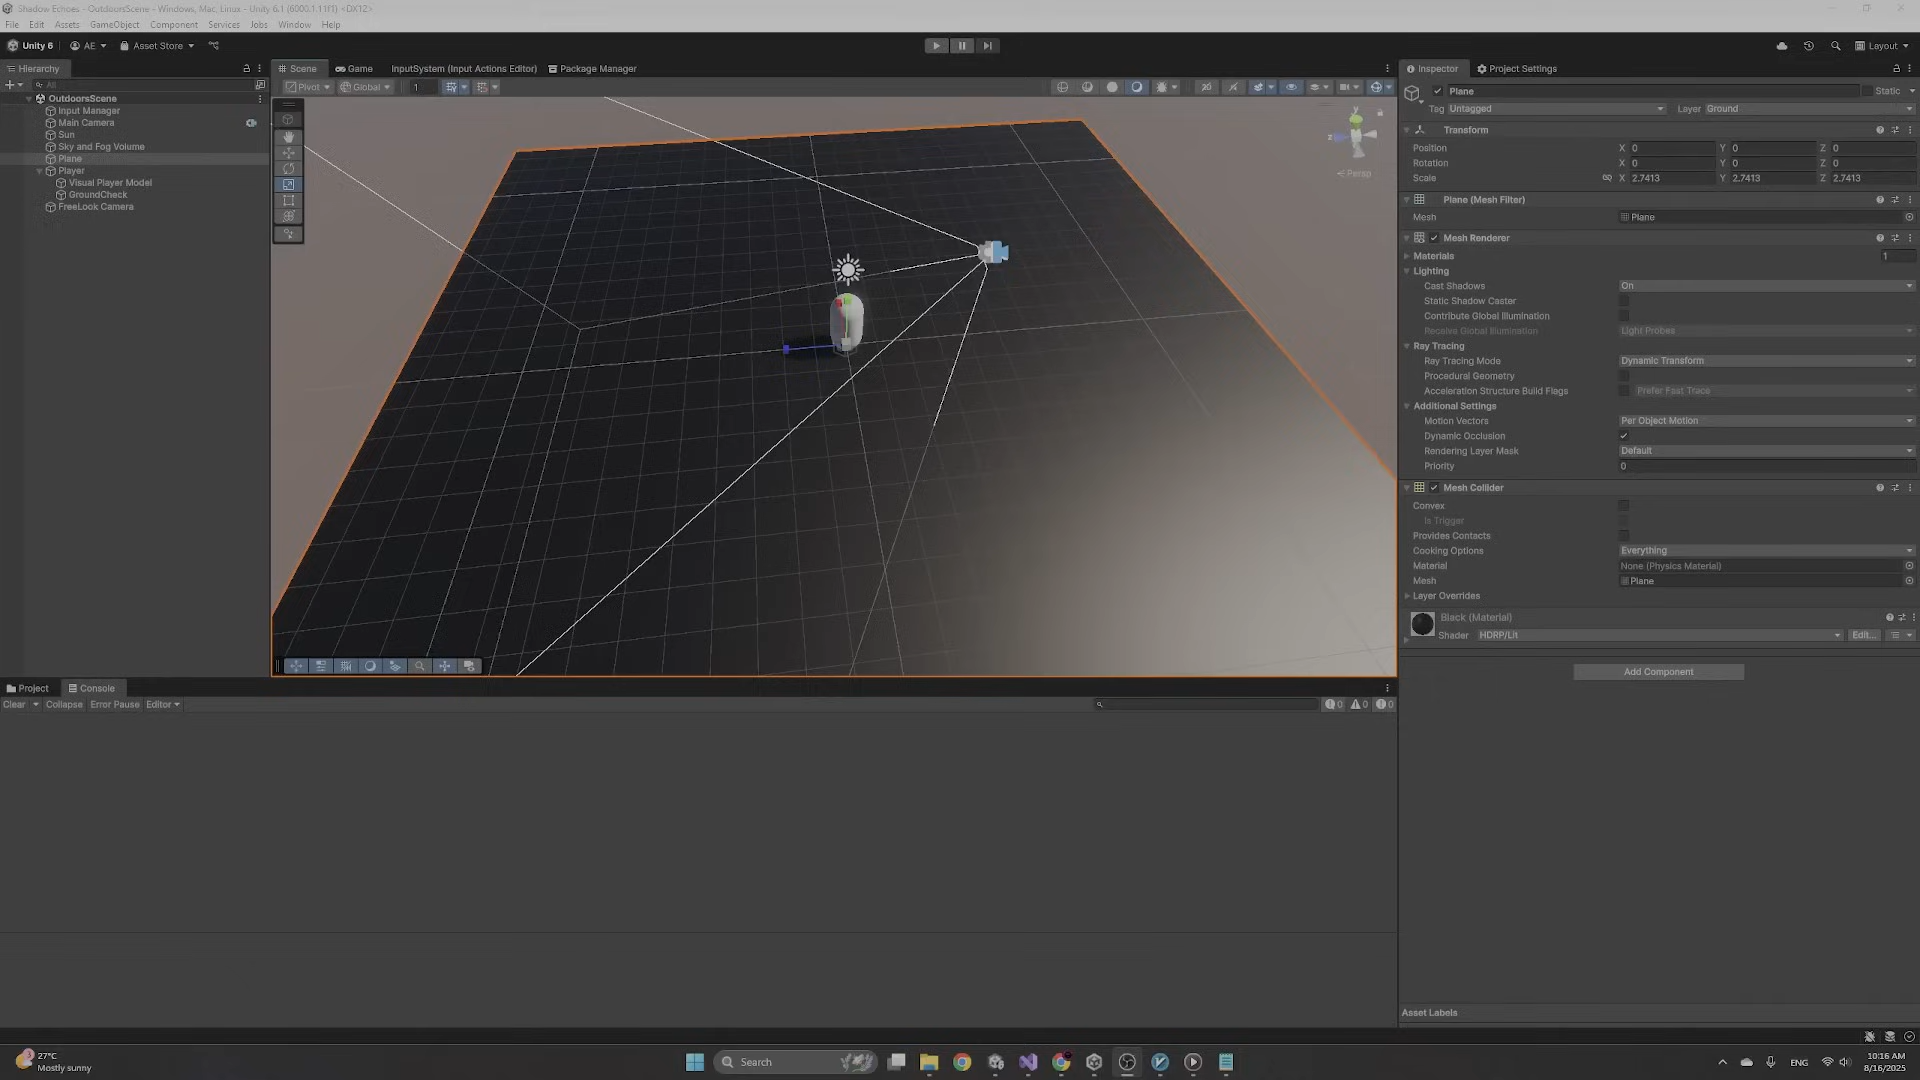 Shadow Echoes - OutdoorsScene - Windows, Mac, Linux - Unity 6.1 (6000.1.11f1) <DX12>
File Edit Assets GameObject Component Services Jobs Window Help
Unity 6 AE Asset Store Layout
Hierarchy
Scene Game InputSystem (Input Actions Editor) Package Manager
Inspector Project Settings
All
Pivot Global 1 2D
OutdoorsScene
Input Manager
Main Camera
Sun
Sky and Fog Volume
Plane
Player
Visual Player Model
GroundCheck
FreeLook Camera
z
< Persp
Plane Static
Tag Untagged Layer Ground
Transform
Position X 0 Y 0 Z 0
Rotation X 0 Y 0 Z 0
Scale X 2.7413 Y 2.7413 Z 2.7413
Plane (Mesh Filter)
Mesh Plane
Mesh Renderer
Materials 1
Lighting
Cast Shadows On
Static Shadow Caster
Contribute Global Illumination
Receive Global Illumination Light Probes
Ray Tracing
Ray Tracing Mode Dynamic Transform
Procedural Geometry
Acceleration Structure Build Flags Prefer Fast Trace
Additional Settings
Motion Vectors Per Object Motion
Dynamic Occlusion
Rendering Layer Mask Default
Priority 0
Mesh Collider
Convex
Is Trigger
Provides Contacts
Cooking Options Everything
Material None (Physics Material)
Mesh Plane
Layer Overrides
Black (Material)
Shader HDRP/Lit Edit...
Add Component
Project Console
Clear Collapse Error Pause Editor 0 0 0
Asset Labels
27°C
Mostly sunny
Search
ENG
10:16 AM
8/16/2025